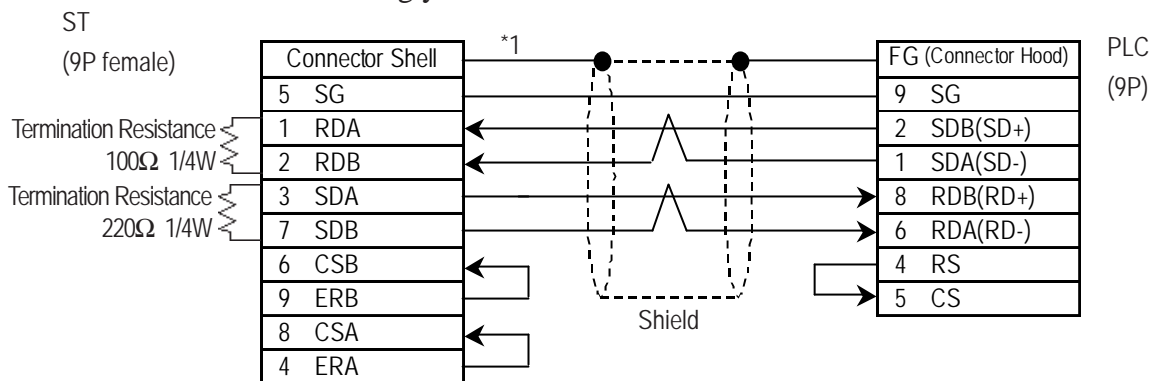 ST
(9P female)
Connector Shell
*1
FG (Connector Hood)
PLC
(9P)
5 SG
9 SG
Termination Resistance
100Ω 1/4W
1 RDA
2 SDB(SD+)
2 RDB
1 SDA(SD-)
Termination Resistance
220Ω 1/4W
3 SDA
8 RDB(RD+)
7 SDB
6 RDA(RD-)
6 CSB
4 RS
9 ERB
5 CS
Shield
8 CSA
4 ERA